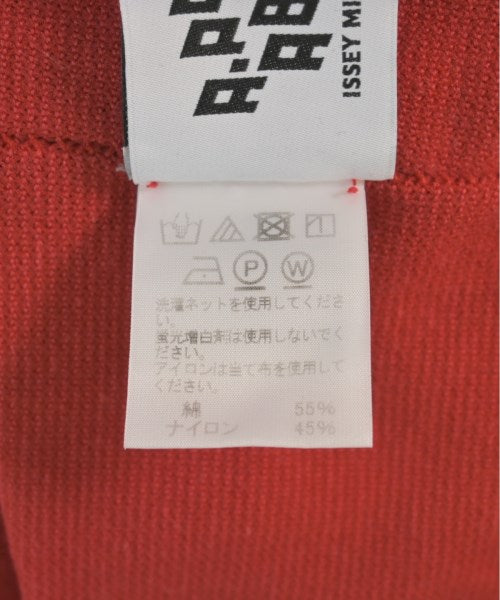 A-PO
AB
ISSEY MI
P W
洗濯ネットを使用してくださ
い。
蛍光増白剤は使用しないでく
ださい。
アイロンは当て布を使用して
ください。
綿 55%
ナイロン 45%